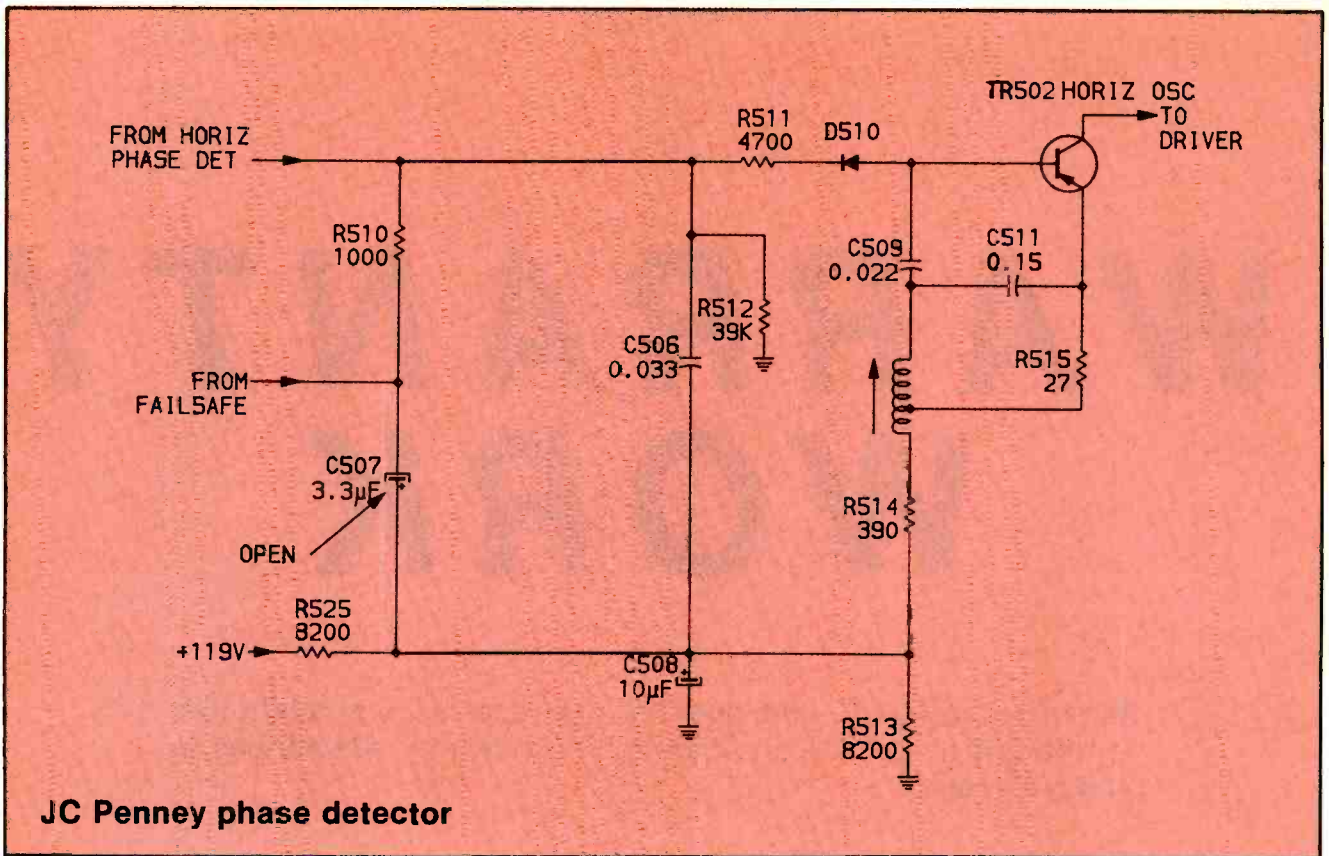 TR502 HORIZ OSC
TO
DRIVER
FROM HORIZ
PHASE DET
R511
4700
D510
R510
1000
C509
0.022
C511
0.15
R512
39K
C506
0.033
R515
27
FROM
FAILSAFE
C507
3.3µF
+
R514
390
OPEN
R525
8200
+119V
C508
+
10µF
R513
8200
JC Penney phase detector